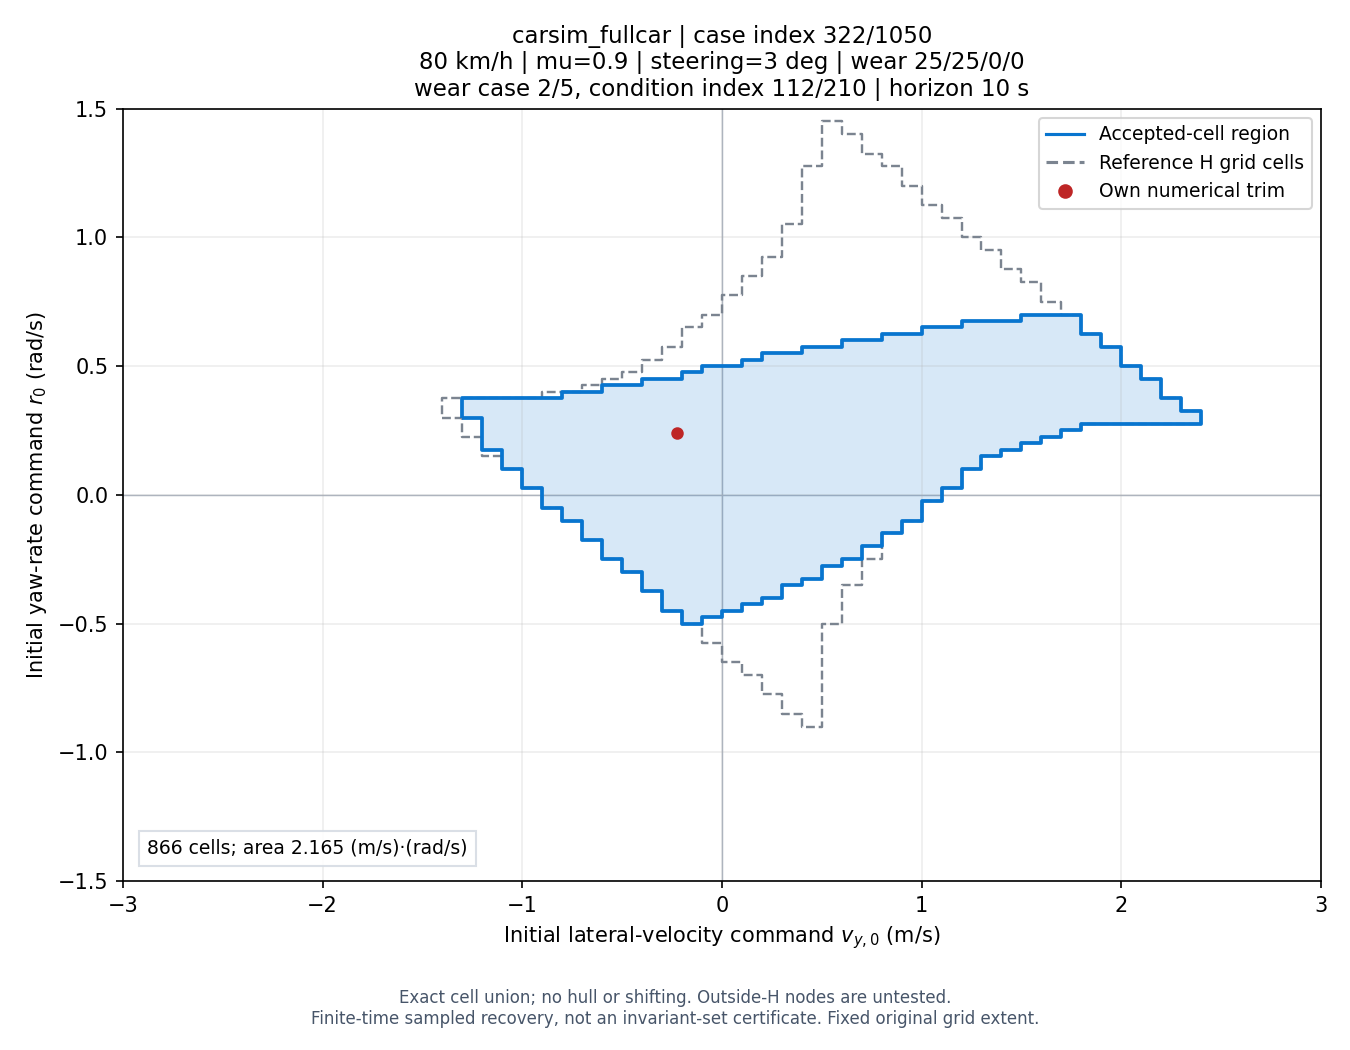 carsim_fullcar | case index 322/1050
80 km/h | mu=0.9 | steering=3 deg | wear 25/25/0/0
wear case 2/5, condition index 112/210 | horizon 10 s
Accepted-cell region
Reference H grid cells
Own numerical trim
1.5
1.0
0.5
0.0
−0.5
−1.0
−1.5
Initial yaw-rate command r₀ (rad/s)
866 cells; area 2.165 (m/s)·(rad/s)
−3
−2
−1
0
1
2
3
Initial lateral-velocity command v_y,0 (m/s)
Exact cell union; no hull or shifting. Outside-H nodes are untested.
Finite-time sampled recovery, not an invariant-set certificate. Fixed original grid extent.